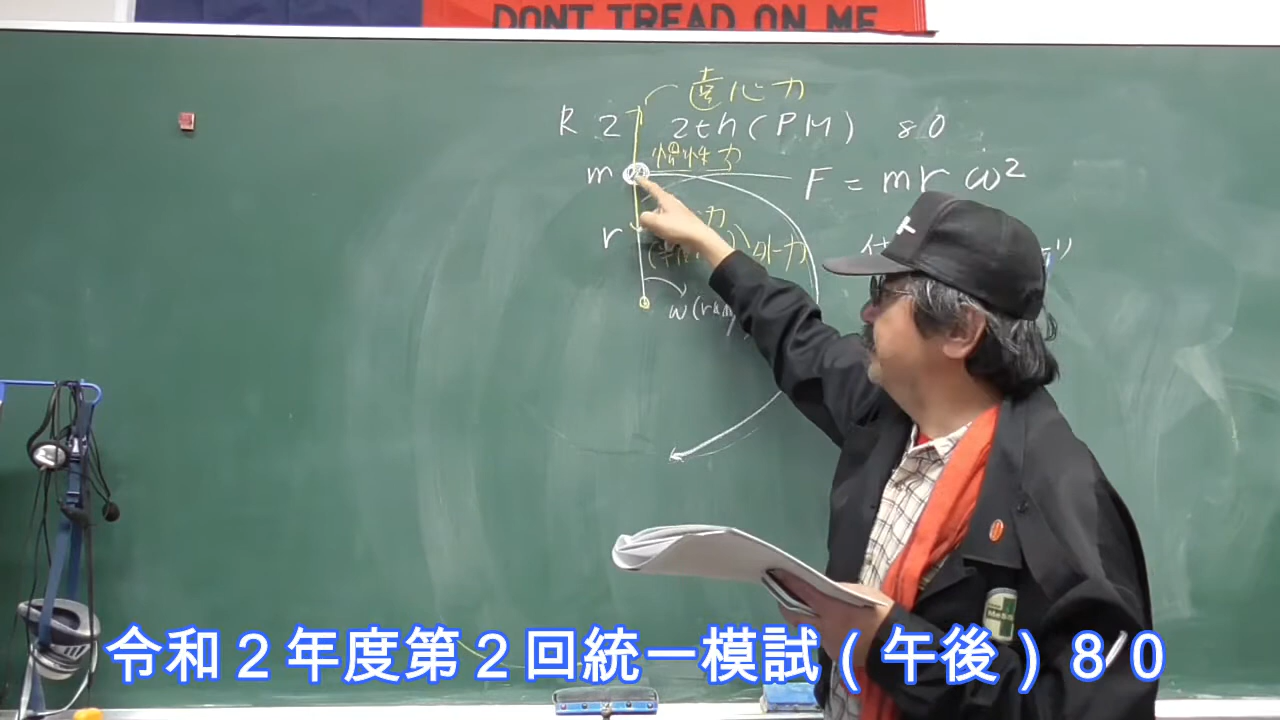 DONT TREAD ON ME
遠心力
R 2 2th (PM) 80
慣性力
m F = mrω²
力
r 外力
ω
令和2年度第2回統一模試(午後)80